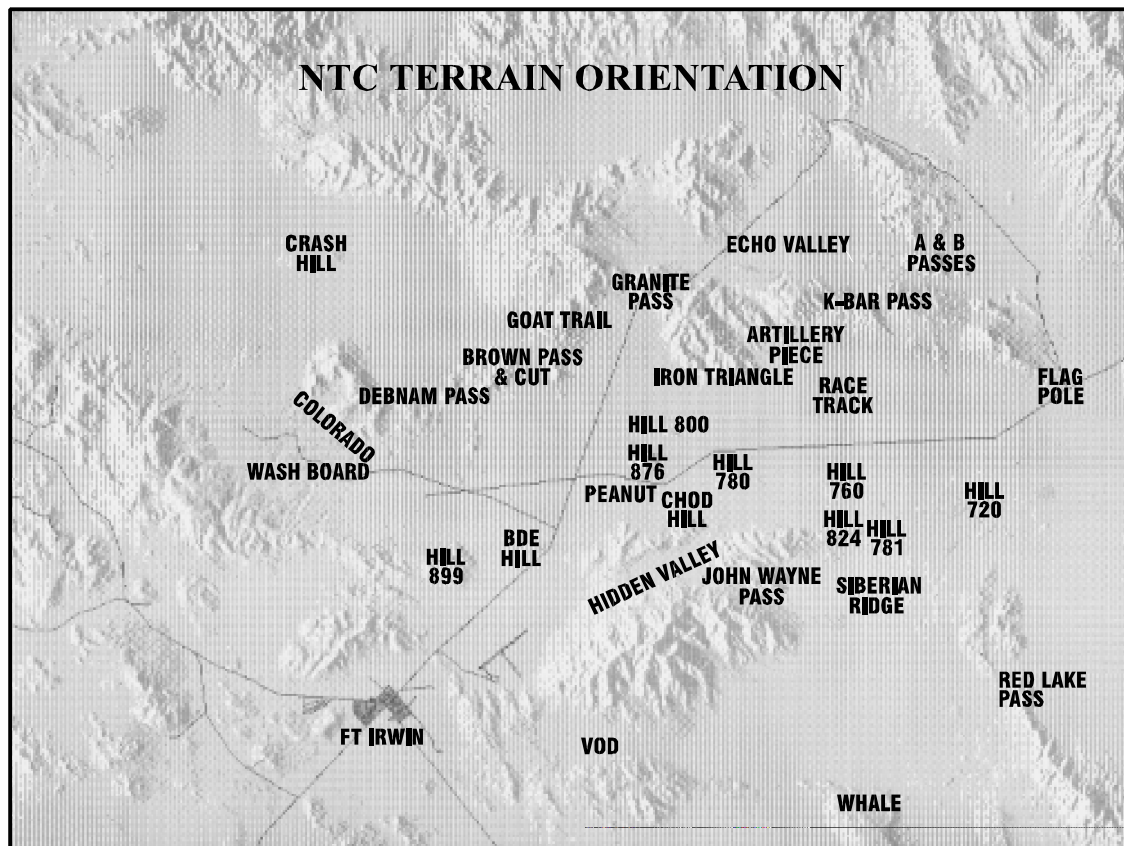 NTC TERRAIN ORIENTATION
CRASH
HILL
ECHO VALLEY
A & B
PASSES
GRANITE
PASS
K-BAR PASS
GOAT TRAIL
ARTILLERY
PIECE
BROWN PASS
& CUT
IRON TRIANGLE
DEBNAM PASS
RACE
TRACK
FLAG
POLE
COLORADO
HILL 800
WASH BOARD
HILL
876
HILL
780
HILL
760
PEANUT
CHOD
HILL
HILL
720
HILL
824
HILL
781
BDE
HILL
HILL
899
HIDDEN VALLEY
JOHN WAYNE
PASS
SIBERIAN
RIDGE
RED LAKE
PASS
FT IRWIN
VOD
WHALE